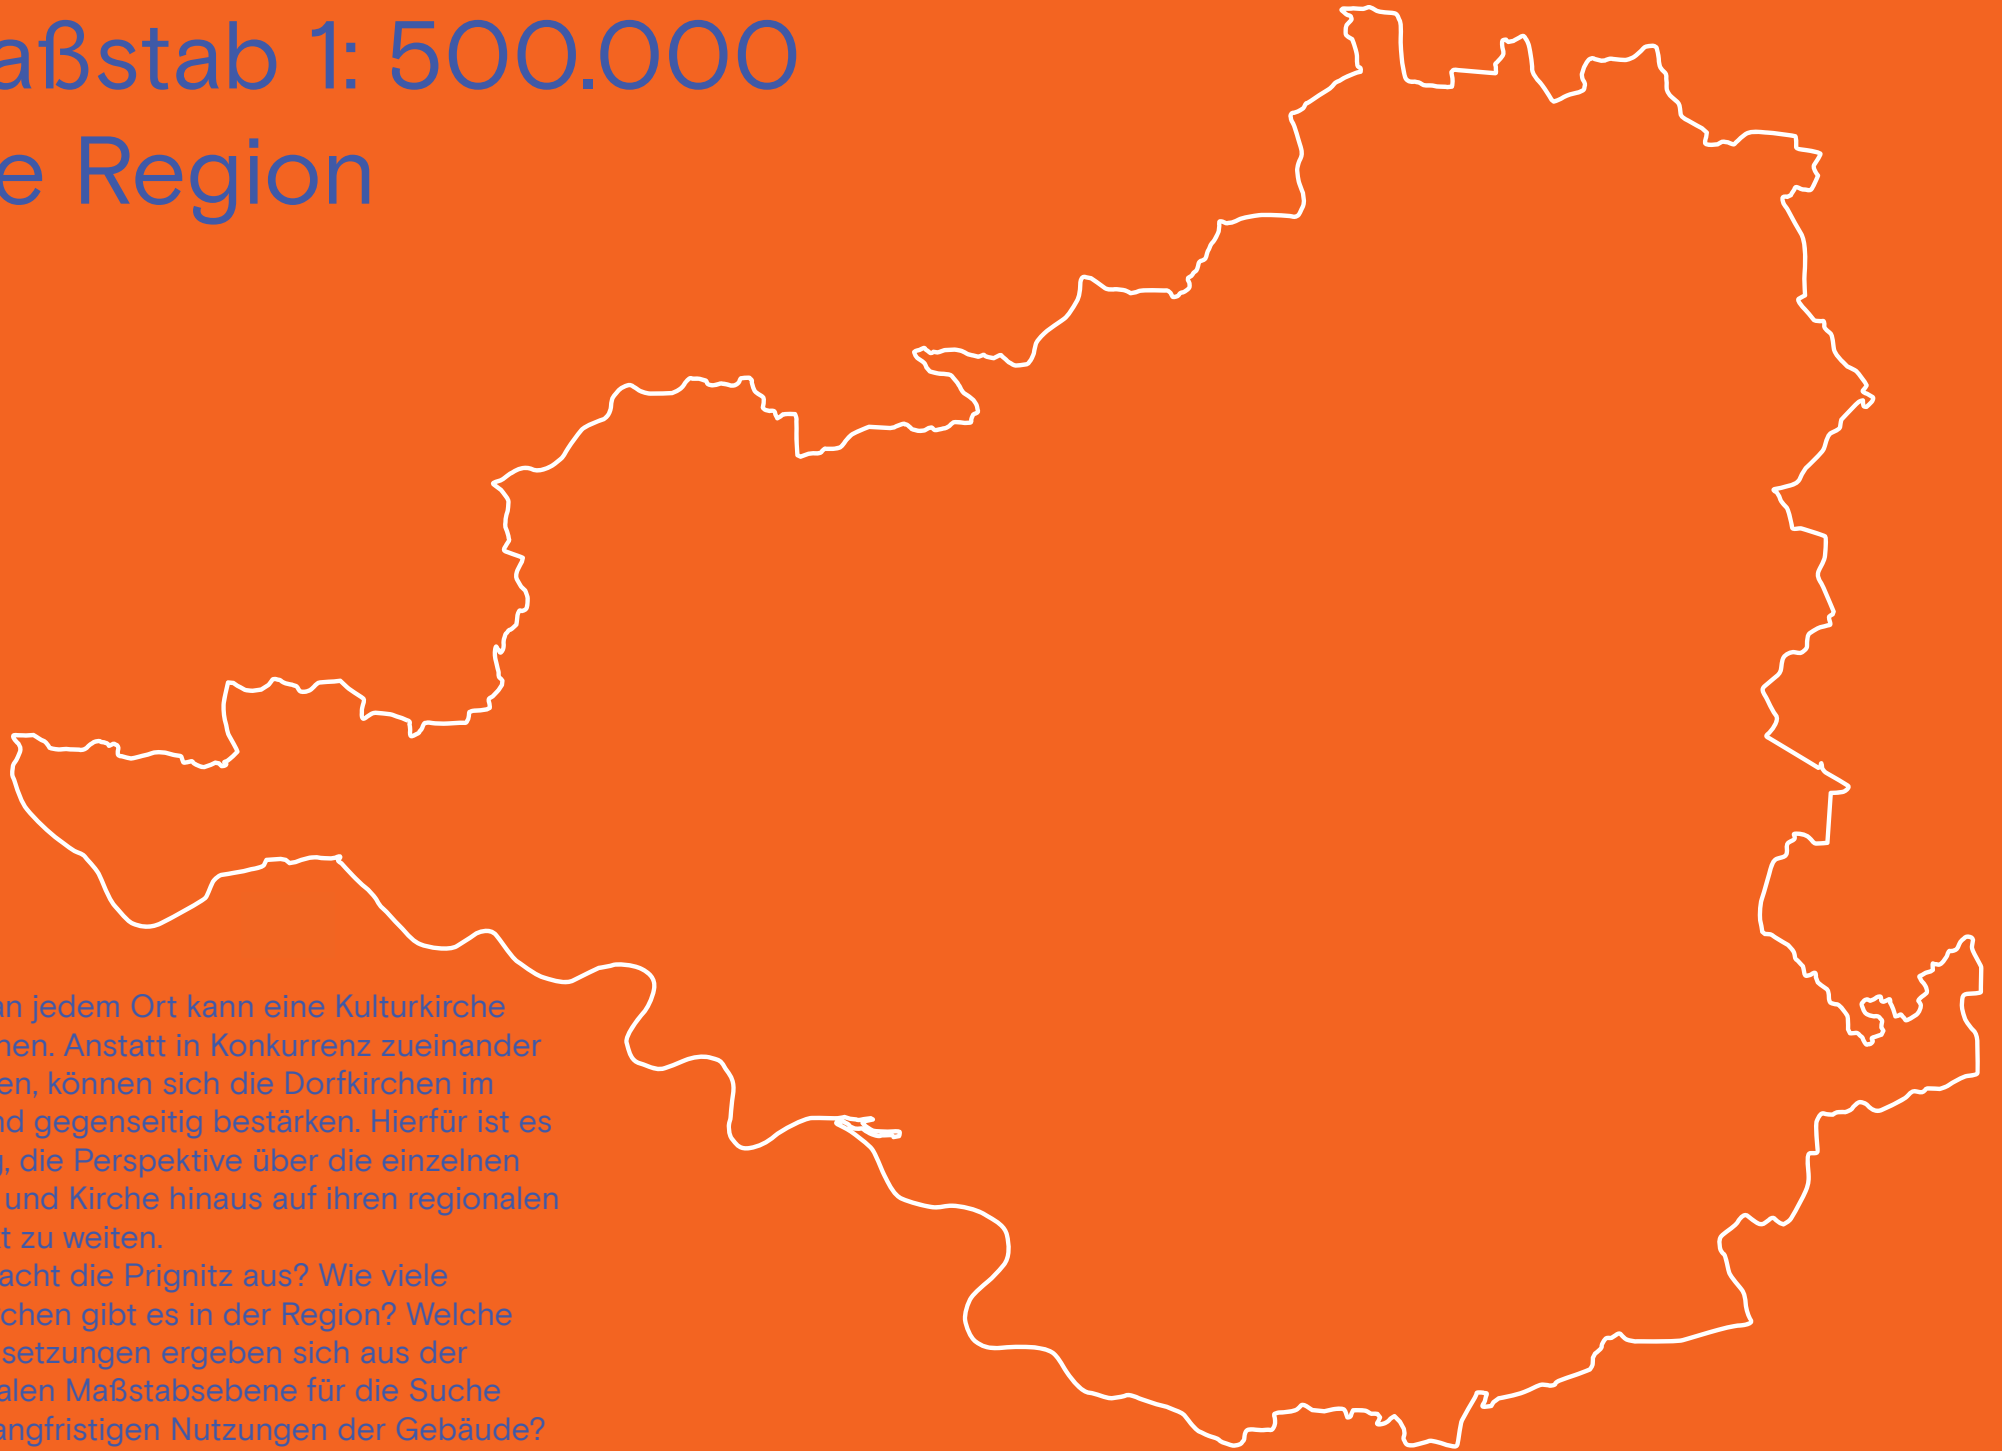 aßstab 1: 500.000
e Region
an jedem Ort kann eine Kulturkirche
hen. Anstatt in Konkurrenz zueinander
en, können sich die Dorfkirchen im
nd gegenseitig bestärken. Hierfür ist es
g, die Perspektive über die einzelnen
und Kirche hinaus auf ihren regionalen
t zu weiten.
acht die Prignitz aus? Wie viele
rchen gibt es in der Region? Welche
setzungen ergeben sich aus der
alen Maßstabsebene für die Suche
angfristigen Nutzungen der Gebäude?